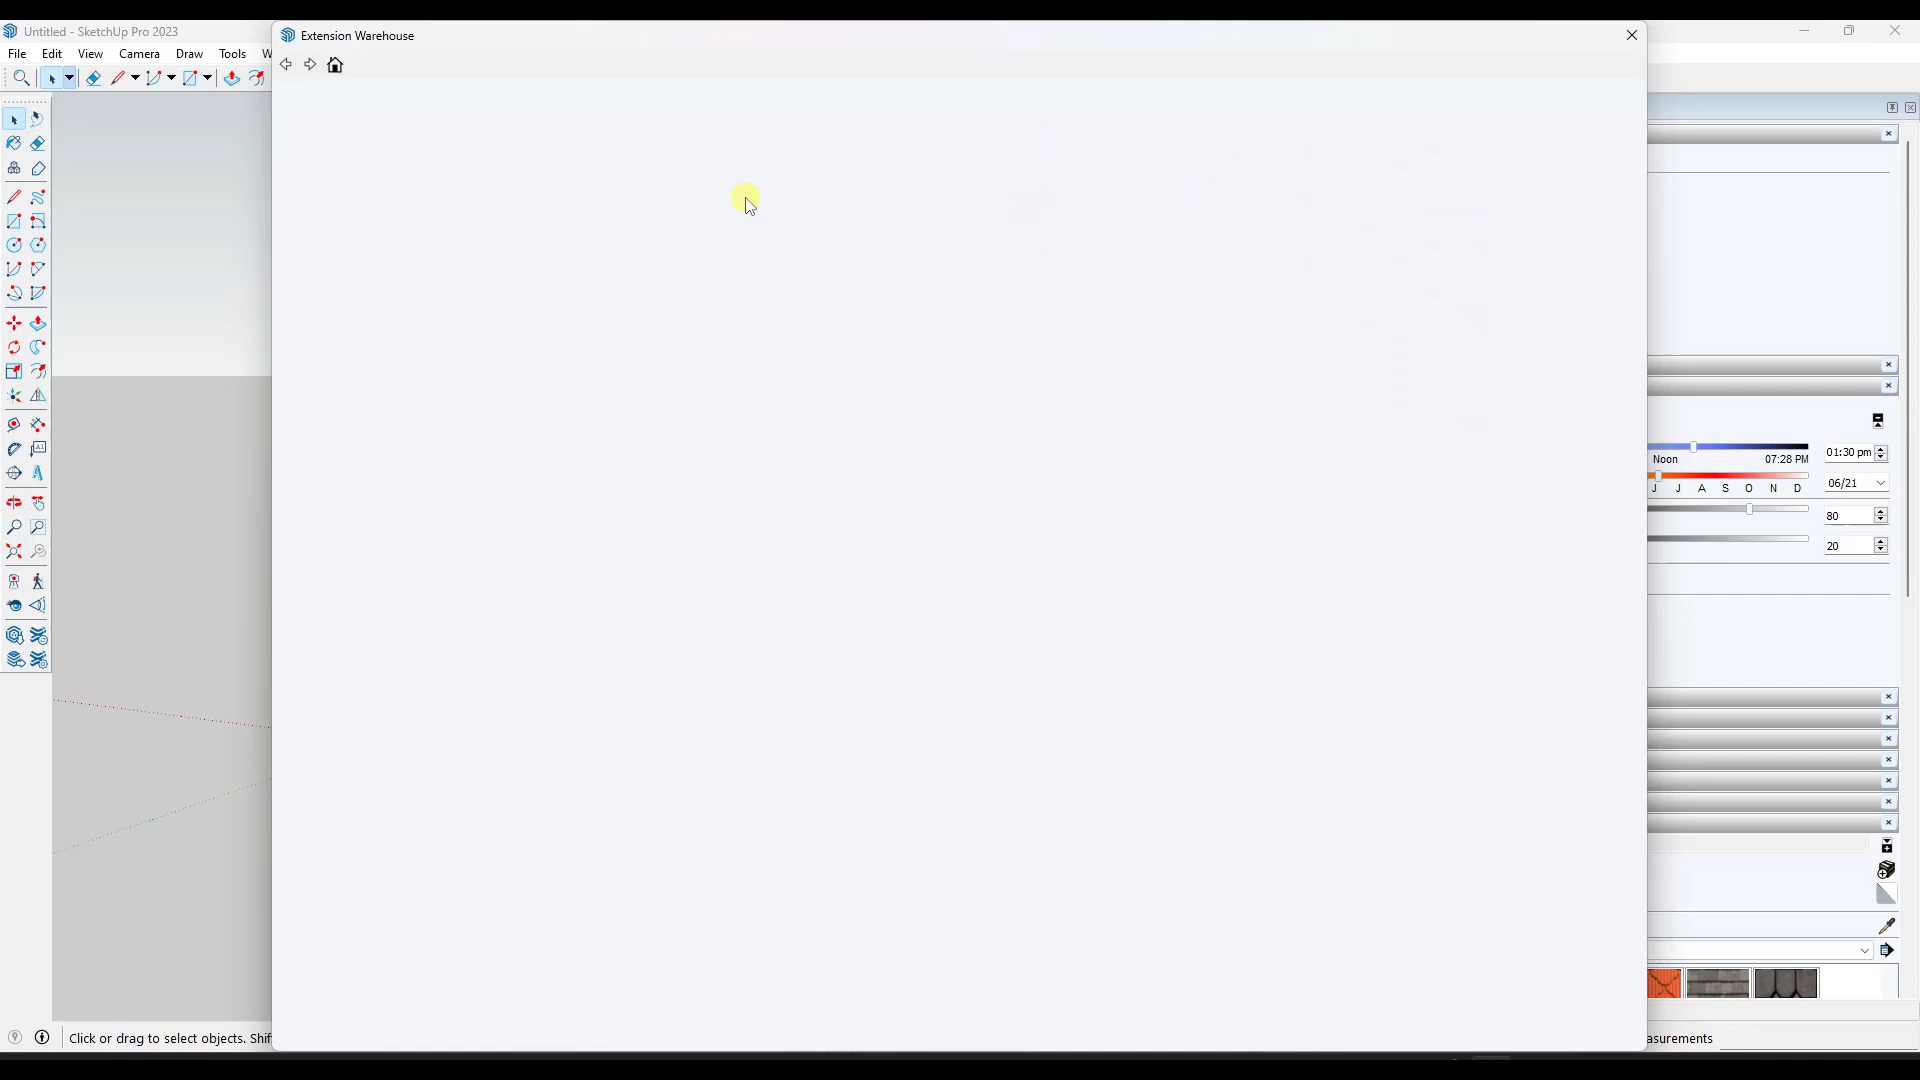 Untitled - SketchUp Pro 2023
Extension Warehouse
File Edit View Camera Draw Tools W
01:30 pm
Noon 07:28 PM
J J A S O N D
06/21
80
20
Click or drag to select objects. Shif
asurements